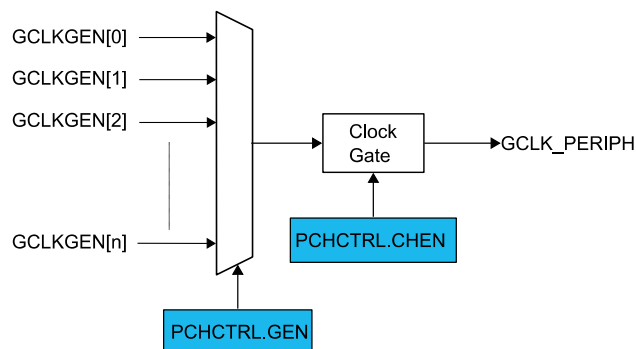 GCLKGEN[0]
GCLKGEN[1]
GCLKGEN[2]
GCLKGEN[n]
Clock
Gate
GCLK_PERIPH
PCHCTRL.CHEN
PCHCTRL.GEN